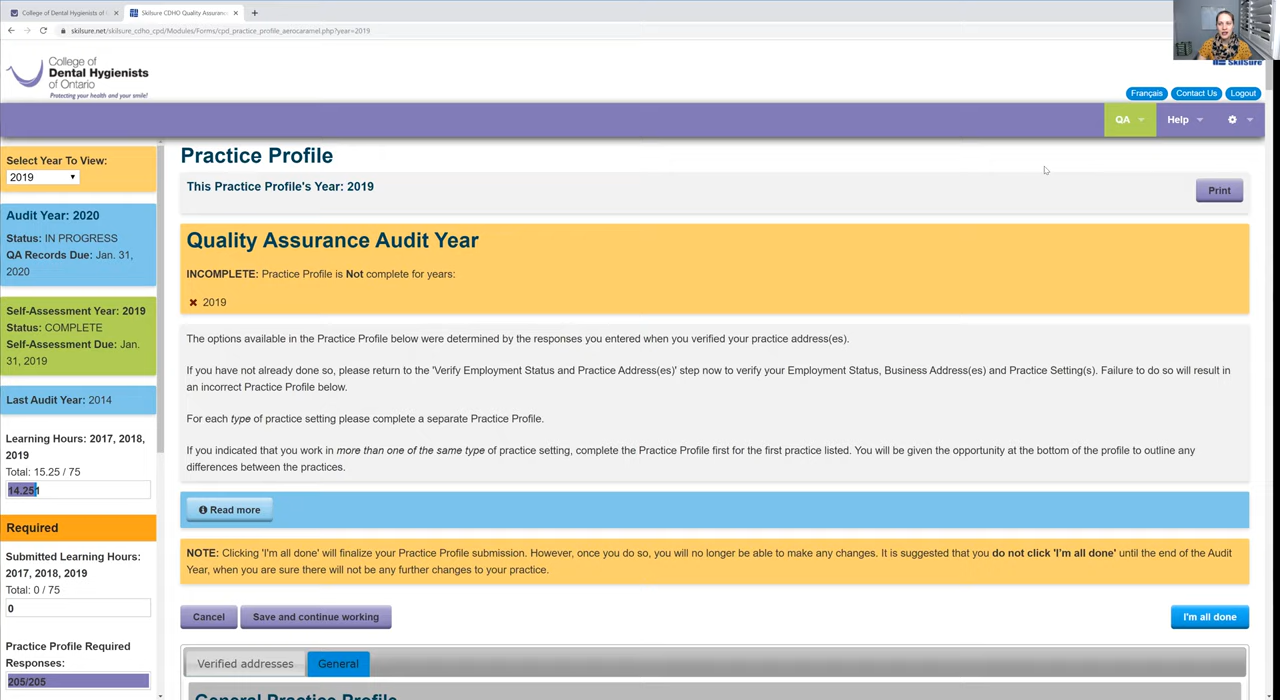 College of Dental Hygienists of
Skilsure CDHO Quality Assuranc
skilsure.net/skilsure_cdho_cpd/Modules/Forms/cpd_practice_profile_aerocaramel.php?year=2019
College of
Dental Hygienists
of Ontario
Protecting your health and your smile!
SkilSure
Français
Contact Us
Logout
QA
Help
Select Year To View:
2019
Audit Year: 2020
Status: IN PROGRESS
QA Records Due: Jan. 31,
2020
Self-Assessment Year: 2019
Status: COMPLETE
Self-Assessment Due: Jan.
31, 2019
Last Audit Year: 2014
Learning Hours: 2017, 2018,
2019
Total: 15.25 / 75
14.251
Required
Submitted Learning Hours:
2017, 2018, 2019
Total: 0 / 75
0
Practice Profile Required
Responses:
205/205
Practice Profile
This Practice Profile's Year: 2019
Print
Quality Assurance Audit Year
INCOMPLETE: Practice Profile is Not complete for years:
2019
The options available in the Practice Profile below were determined by the responses you entered when you verified your practice address(es).
If you have not already done so, please return to the 'Verify Employment Status and Practice Address(es)' step now to verify your Employment Status, Business Address(es) and Practice Setting(s). Failure to do so will result in
an incorrect Practice Profile below.
For each type of practice setting please complete a separate Practice Profile.
If you indicated that you work in more than one of the same type of practice setting, complete the Practice Profile first for the first practice listed. You will be given the opportunity at the bottom of the profile to outline any
differences between the practices.
Read more
NOTE: Clicking 'I'm all done' will finalize your Practice Profile submission. However, once you do so, you will no longer be able to make any changes. It is suggested that you do not click 'I'm all done' until the end of the Audit
Year, when you are sure there will not be any further changes to your practice.
Cancel
Save and continue working
I'm all done
Verified addresses
General
General Practice Profile